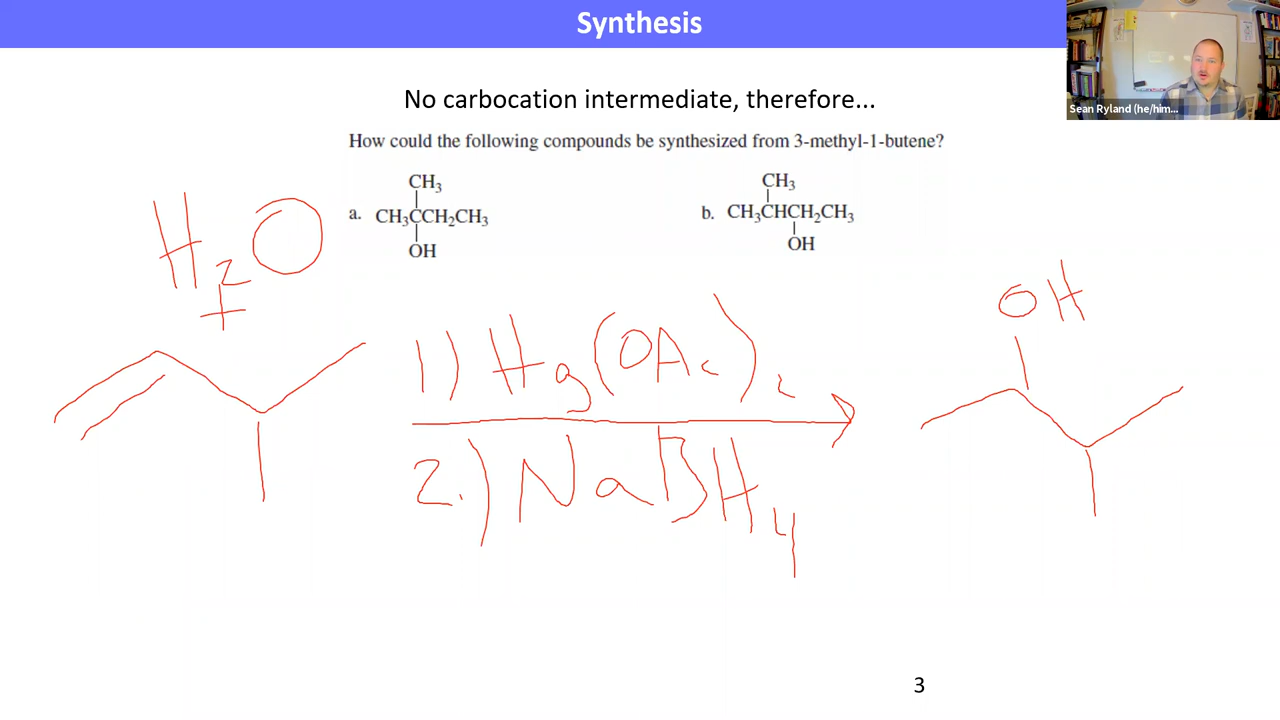 Synthesis
Sean Ryland (he/him...
No carbocation intermediate, therefore...
How could the following compounds be synthesized from 3-methyl-1-butene?
a. CH₃
CH₃CCH₂CH₃
OH
b. CH₃
CH₃CHCHCH₂CH₃
OH
H₂O
+
1) Hg(OAc)₂
2.) NaBH₄
OH
3